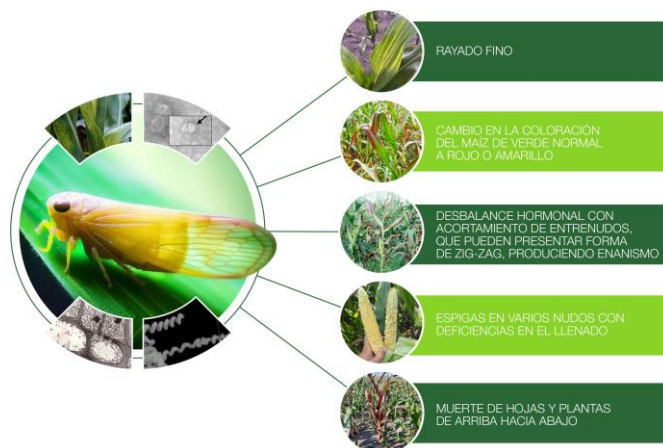 RAYADO FINO
CAMBIO EN LA COLORACIÓN
DEL MAÍZ DE VERDE NORMAL
A ROJO O AMARILLO
DESBALANCE HORMONAL CON
ACORTAMIENTO DE ENTRENUDOS,
QUE PUEDEN PRESENTAR FORMA
DE ZIG-ZAG, PRODUCIENDO ENANISMO
ESPIGAS EN VARIOS NUDOS CON
DEFICIENCIAS EN EL LLENADO
MUERTE DE HOJAS Y PLANTAS
DE ARRIBA HACIA ABAJO